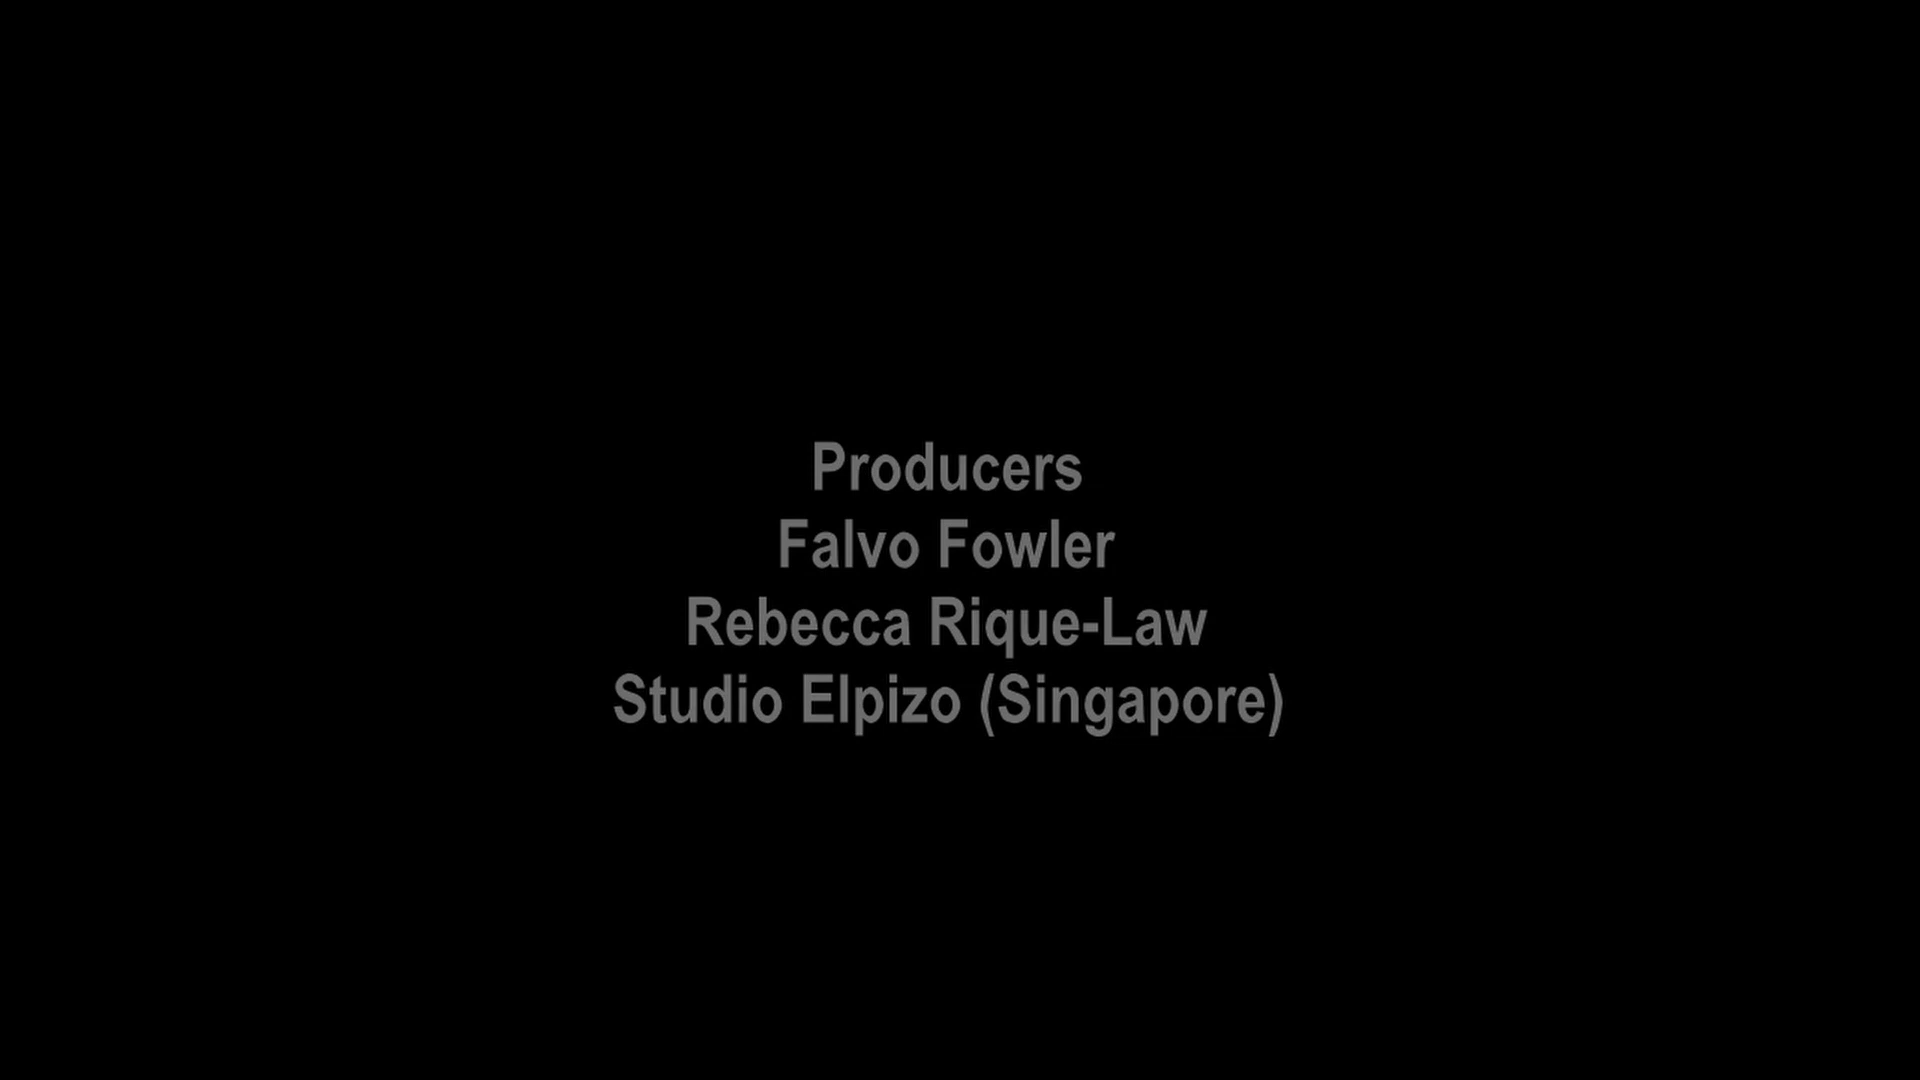 Producers
Falvo Fowler
Rebecca Rique-Law
Studio Elpizo (Singapore)